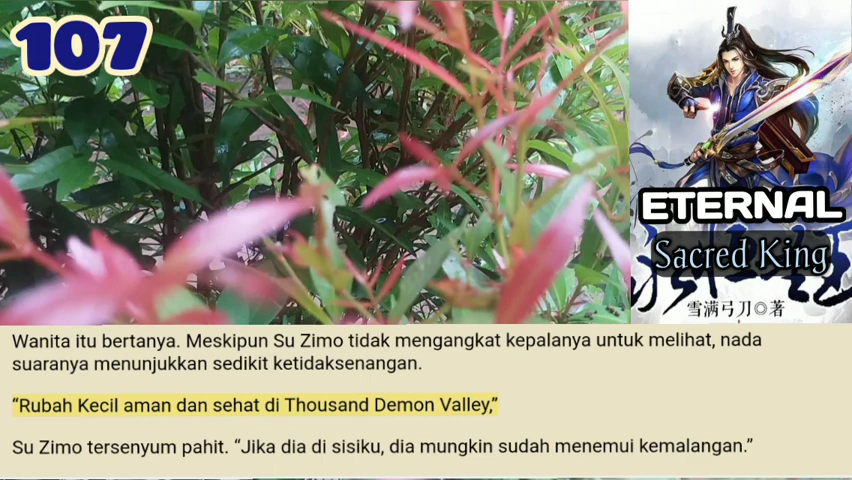 107
ETERNAL
Sacred King
雪满弓刀◎著
Wanita itu bertanya. Meskipun Su Zimo tidak mengangkat kepalanya untuk melihat, nada
suaranya menunjukkan sedikit ketidaksenangan.
“Rubah Kecil aman dan sehat di Thousand Demon Valley,”
Su Zimo tersenyum pahit. “Jika dia di sisiku, dia mungkin sudah menemui kemalangan.”